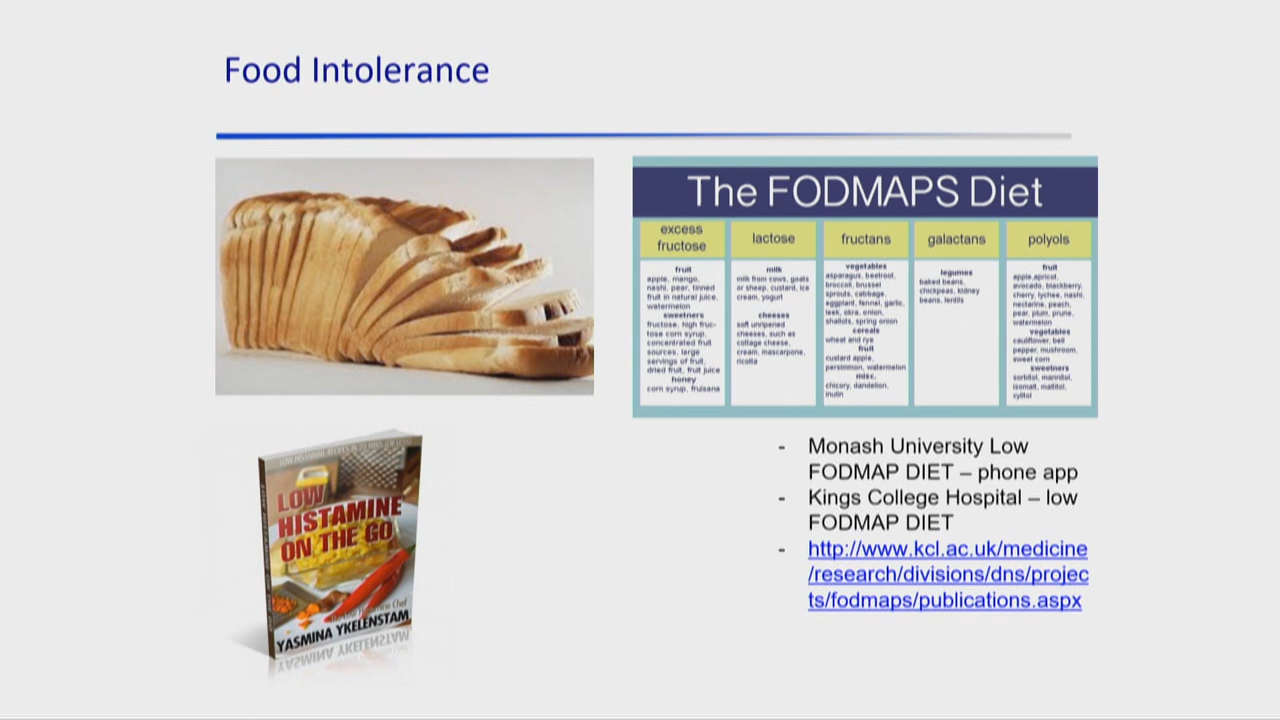 Food Intolerance
The FODMAPS Diet
excess
fructose
fruit
apple, mango,
nashi, pear, tinned
fruit in natural juice,
watermelon
sweetners
fructose, high fruc-
tose corn syrup,
concentrated fruit
sources, large
servings of fruit,
dried fruit, fruit juice
honey
corn syrup, fruisana
lactose
milk
milk from cows, goats
or sheep, custard, ice
cream, yogurt
cheeses
soft unripened
cheeses, such as
cottage cheese,
cream, mascarpone,
ricotta
fructans
vegetables
asparagus, beetroot,
broccoli, brussel
sprouts, cabbage,
eggplant, fennel, garlic,
leek, okra, onion,
shallots, spring onion
cereals
wheat and rye
fruit
custard apple,
persimmon, watermelon
misc.
chicory, dandelion,
inulin
galactans
legumes
baked beans,
chickpeas, kidney
beans, lentils
polyols
fruit
apple, apricot,
avocado, blackberry,
cherry, lychee, nashi,
nectarine, peach,
pear, plum, prune,
watermelon
vegetables
cauliflower, bell
pepper, mushroom,
sweet corn
sweetners
sorbitol, mannitol,
isomalt, maltitol,
xylitol
LOW
HISTAMINE
ON THE GO
YASMINA YKELENSTAM
- Monash University Low
FODMAP DIET – phone app
- Kings College Hospital – low
FODMAP DIET
- http://www.kcl.ac.uk/medicine
/research/divisions/dns/projec
ts/fodmaps/publications.aspx